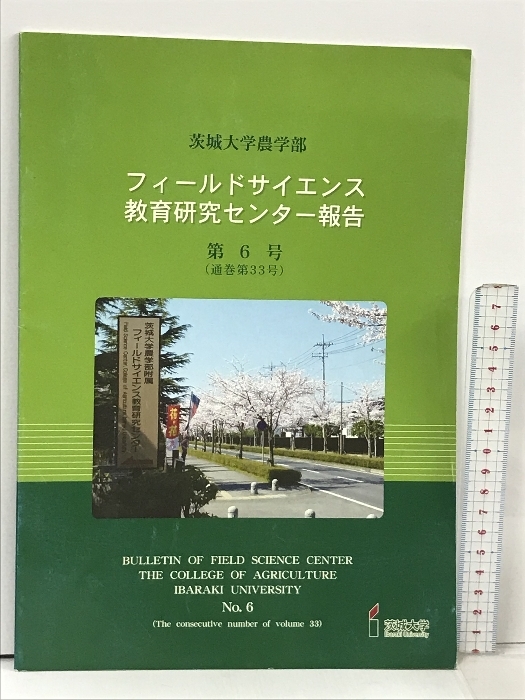 茨城大学農学部
フィールドサイエンス
教育研究センター報告
第 6 号
(通巻第33号)
茨城大学農学部附属
フィールドサイエンス教育研究センター
BULLETIN OF FIELD SCIENCE CENTER
THE COLLEGE OF AGRICULTURE
IBARAKI UNIVERSITY
No. 6
(The consecutive number of volume 33)
茨城大学
Ibaraki University